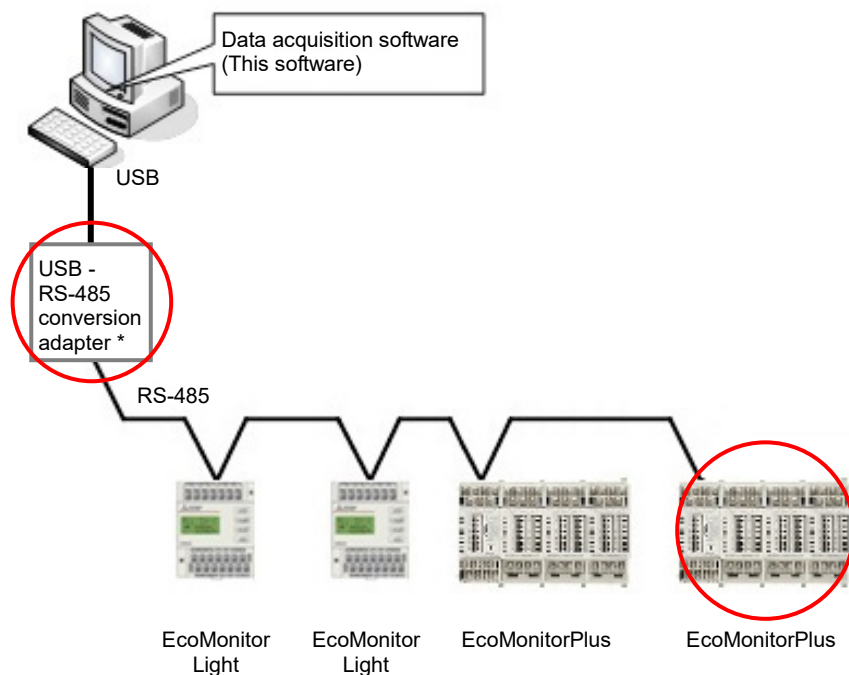 Data acquisition software
(This software)
USB
USB -
RS-485
conversion
adapter *
RS-485
EcoMonitor
Light
EcoMonitor
Light
EcoMonitorPlus
EcoMonitorPlus